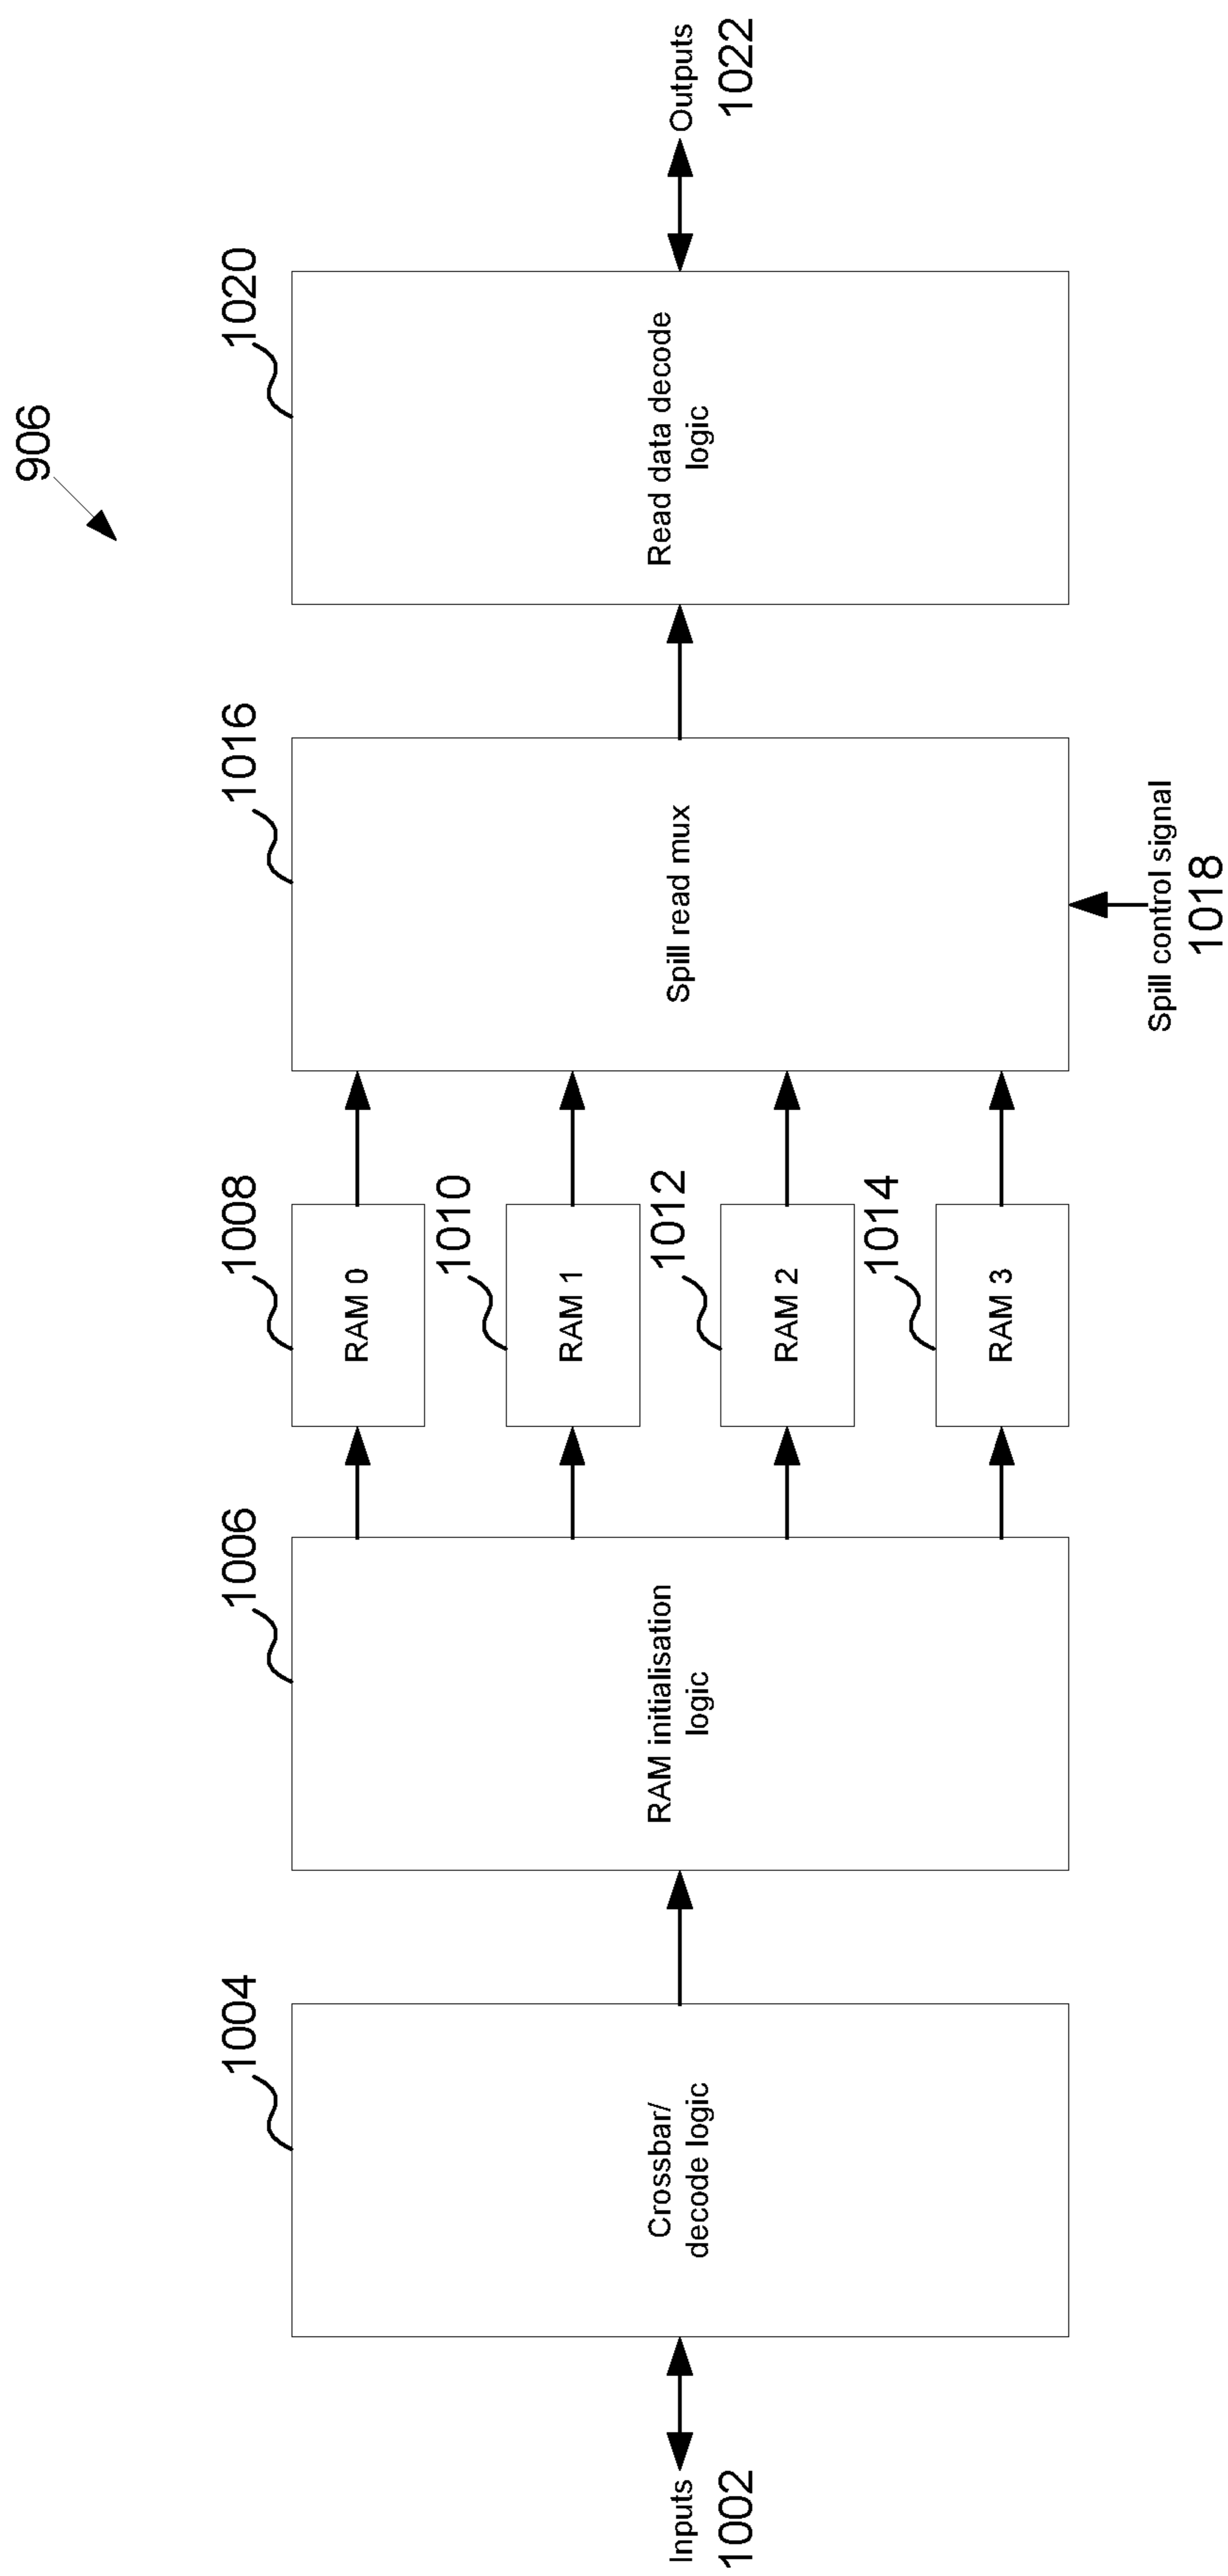 906
Inputs
1002
1004
Crossbar/
decode logic
1006
RAM initialisation
logic
1008
RAM 0
1010
RAM 1
1012
RAM 2
1014
RAM 3
1016
Spill read mux
Spill control signal
1018
1020
Read data decode
logic
Outputs
1022